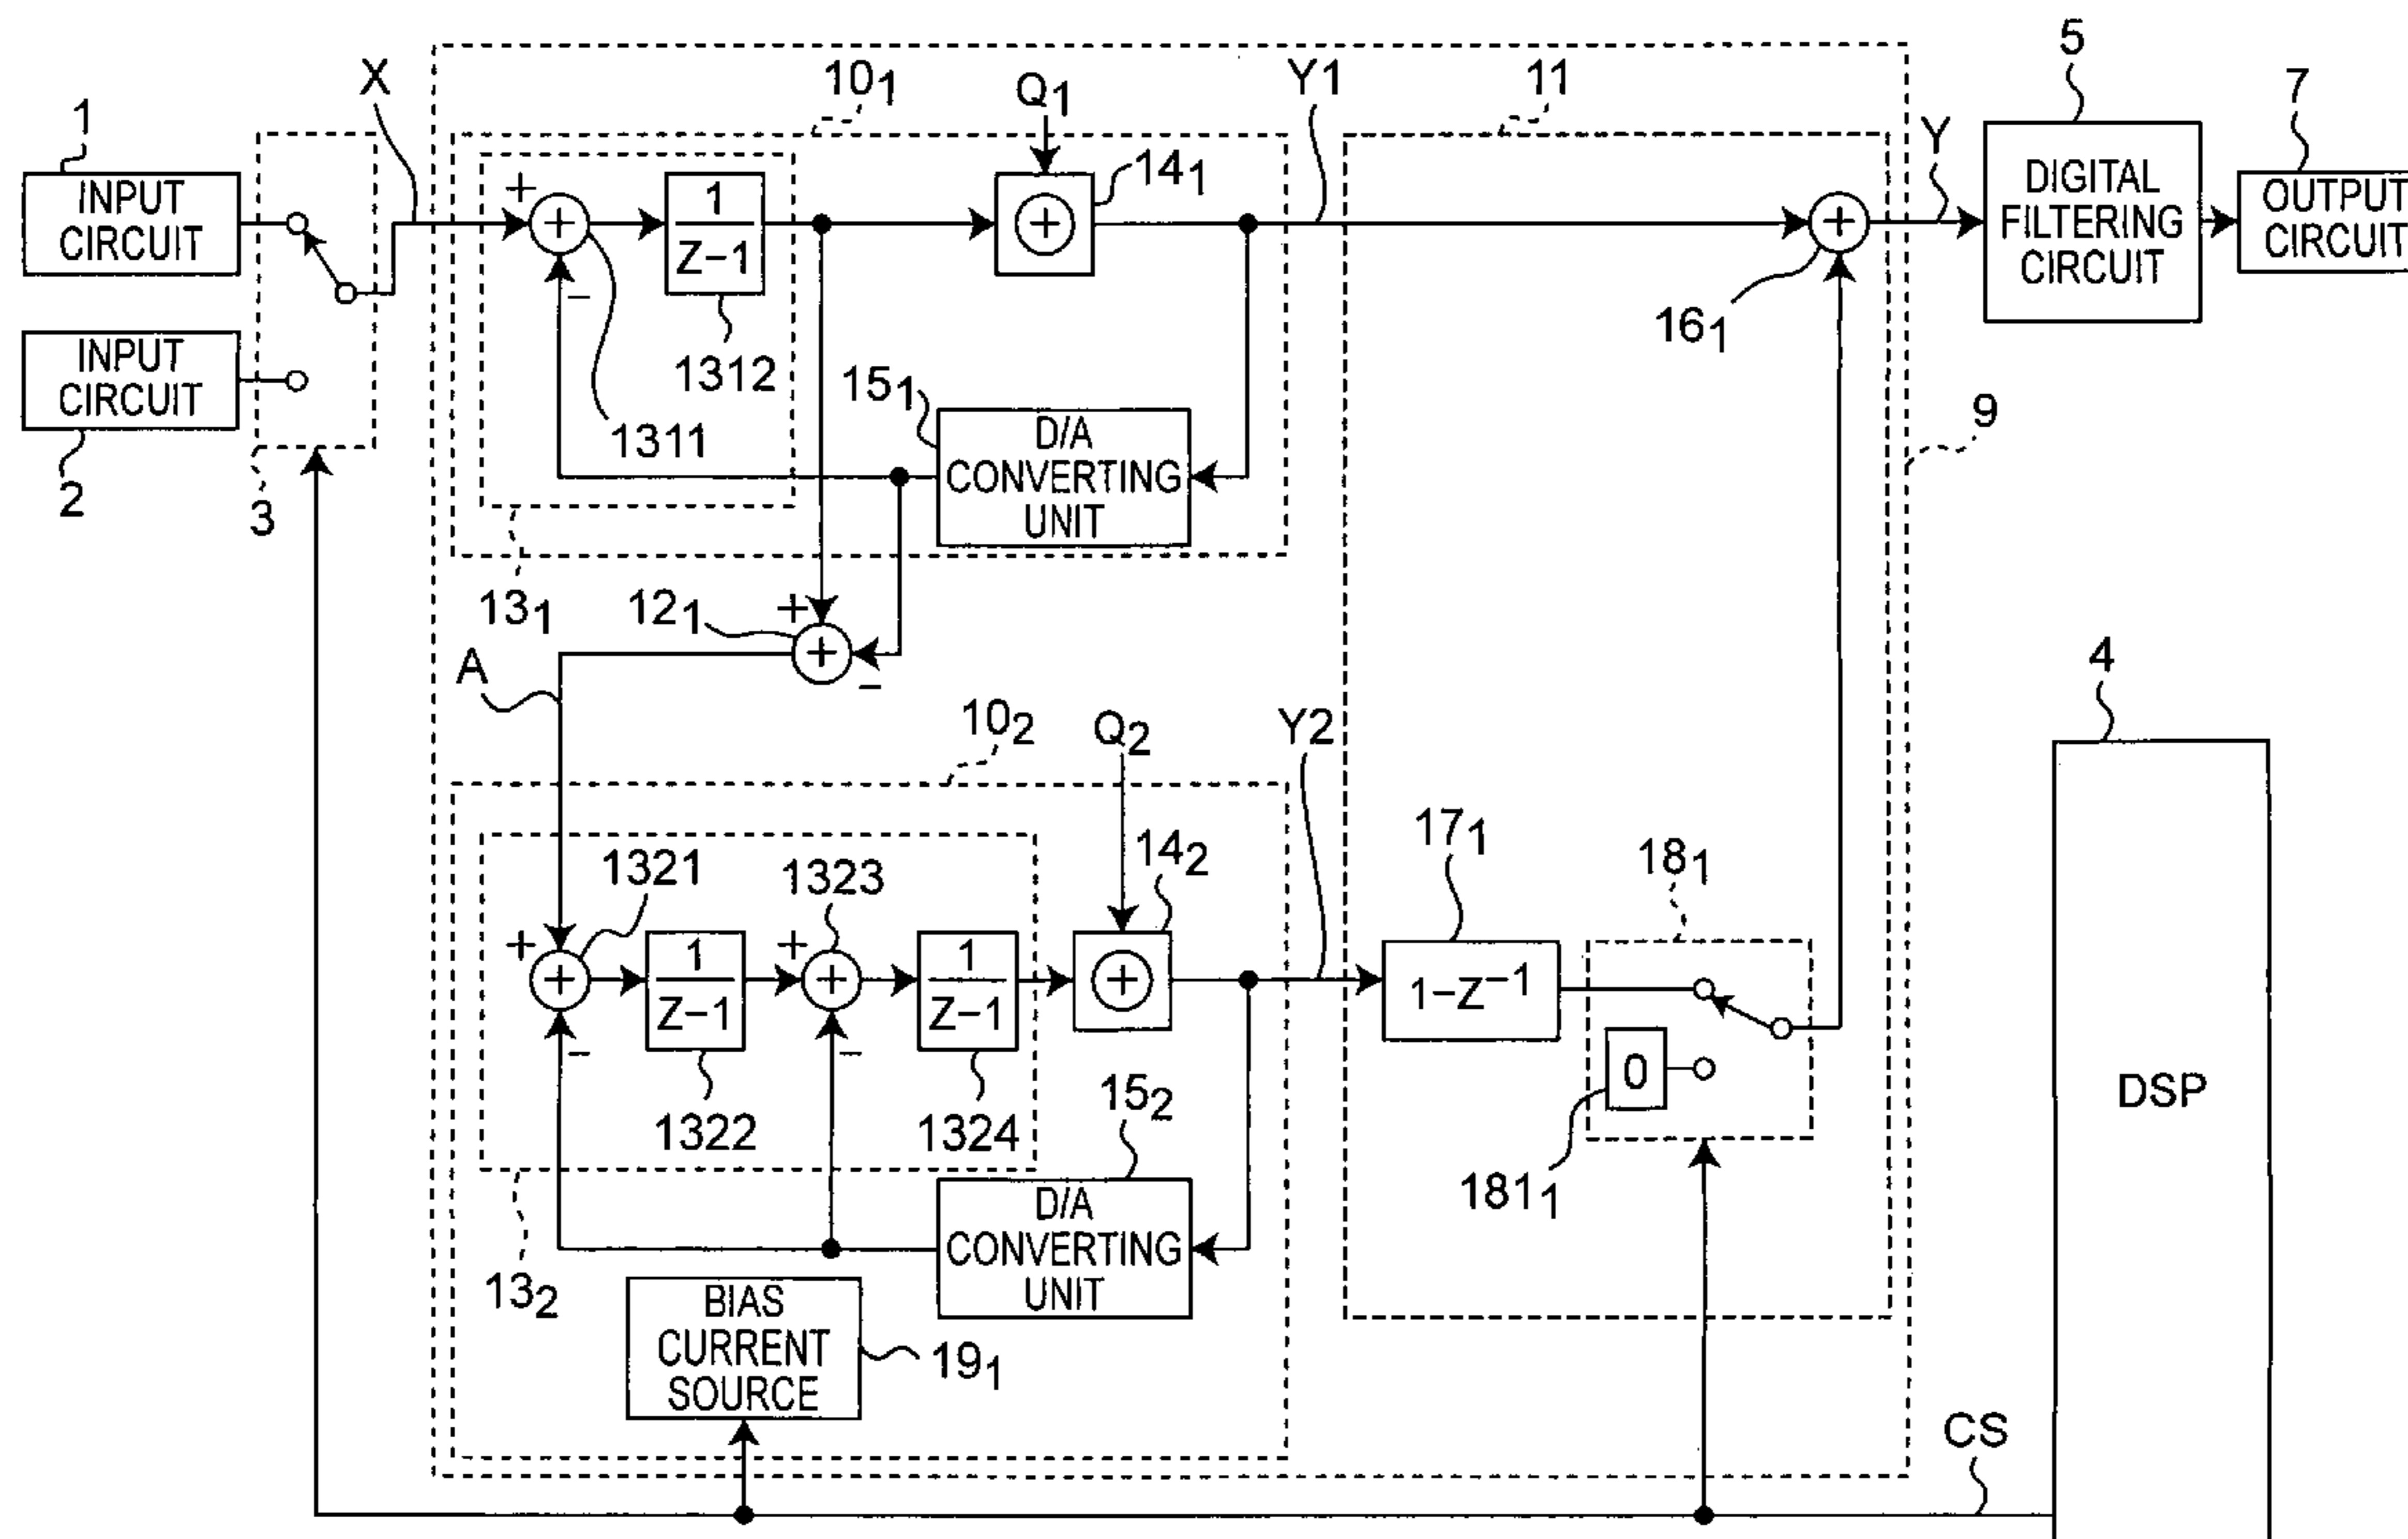 5
X
10₁
Q₁
Y1
11
7
1
Y
INPUT
CIRCUIT
+
+
1
Z−1
+
14₁
+
DIGITAL
FILTERING
CIRCUIT
OUTPUT
CIRCUIT
−
16₁
INPUT
CIRCUIT
1312
15₁
1311
D/A
CONVERTING
UNIT
9
2
3
13₁
12₁
+
+
−
A
4
10₂
Q₂
Y2
1321
1323
14₂
17₁
18₁
+
+
1
Z−1
+
+
1
Z−1
+
1−Z⁻¹
−
−
0
DSP
1322
1324
15₂
181₁
D/A
CONVERTING
UNIT
13₂
BIAS
CURRENT
SOURCE
19₁
CS